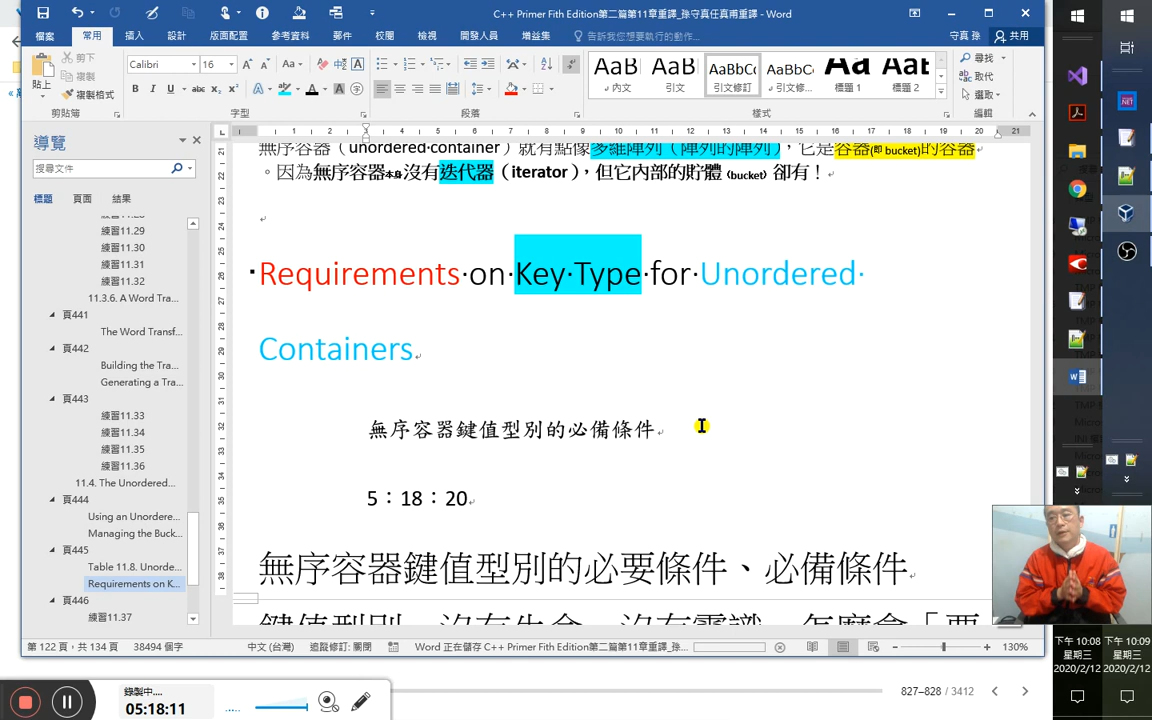 C++ Primer Fith Edition第二篇第11章重譯_孫守真任真甫重譯 - Word
檔案 常用 插入 設計 版面配置 參考資料 郵件 校閱 檢視 開發人員 增益集 告訴我您想要執行的動作... 守真 孫 共用
貼上 剪下 複製 複製格式 剪貼簿
Calibri 16 字型
段落
AaB AaB AaBbCc AaBbCc AaB Aat
內文 引文 引文修訂 引文修... 標題 1 標題 2
樣式
尋找 取代 選取 編輯
導覽
搜尋文件
標題 頁面 結果
練習11.29
練習11.30
練習11.31
練習11.32
11.3.6. A Word Tra...
頁441
The Word Transf...
頁442
Building the Tra...
Generating a Tra...
頁443
練習11.33
練習11.34
練習11.35
練習11.36
11.4. The Unordered...
頁444
Using an Unordere...
Managing the Buck...
頁445
Table 11.8. Unorde...
Requirements on K...
頁446
練習11.37
無序容器（unordered container）就有點像多維陣列（陣列的陣列），它是容器(即 bucket)的容器
。因為無序容器本身沒有迭代器（iterator），但它內部的貯體（bucket）卻有！
Requirements on Key Type for Unordered
Containers
無序容器鍵值型別的必備條件
5：18：20
無序容器鍵值型別的必要條件、必備條件
第 122 頁，共 134 頁 38494 個字 中文 (台灣) 追蹤修訂: 關閉 Word 正在儲存 C++ Primer Fith Edition第二篇第11章重譯_孫... 130%
錄製中...
05:18:11
827–828 / 3412
下午 10:08
星期三
2020/2/12
下午 10:09
星期三
2020/2/12